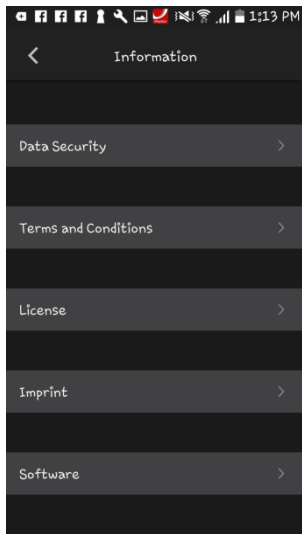 1:13 PM
Information
Data Security
Terms and Conditions
License
Imprint
Software